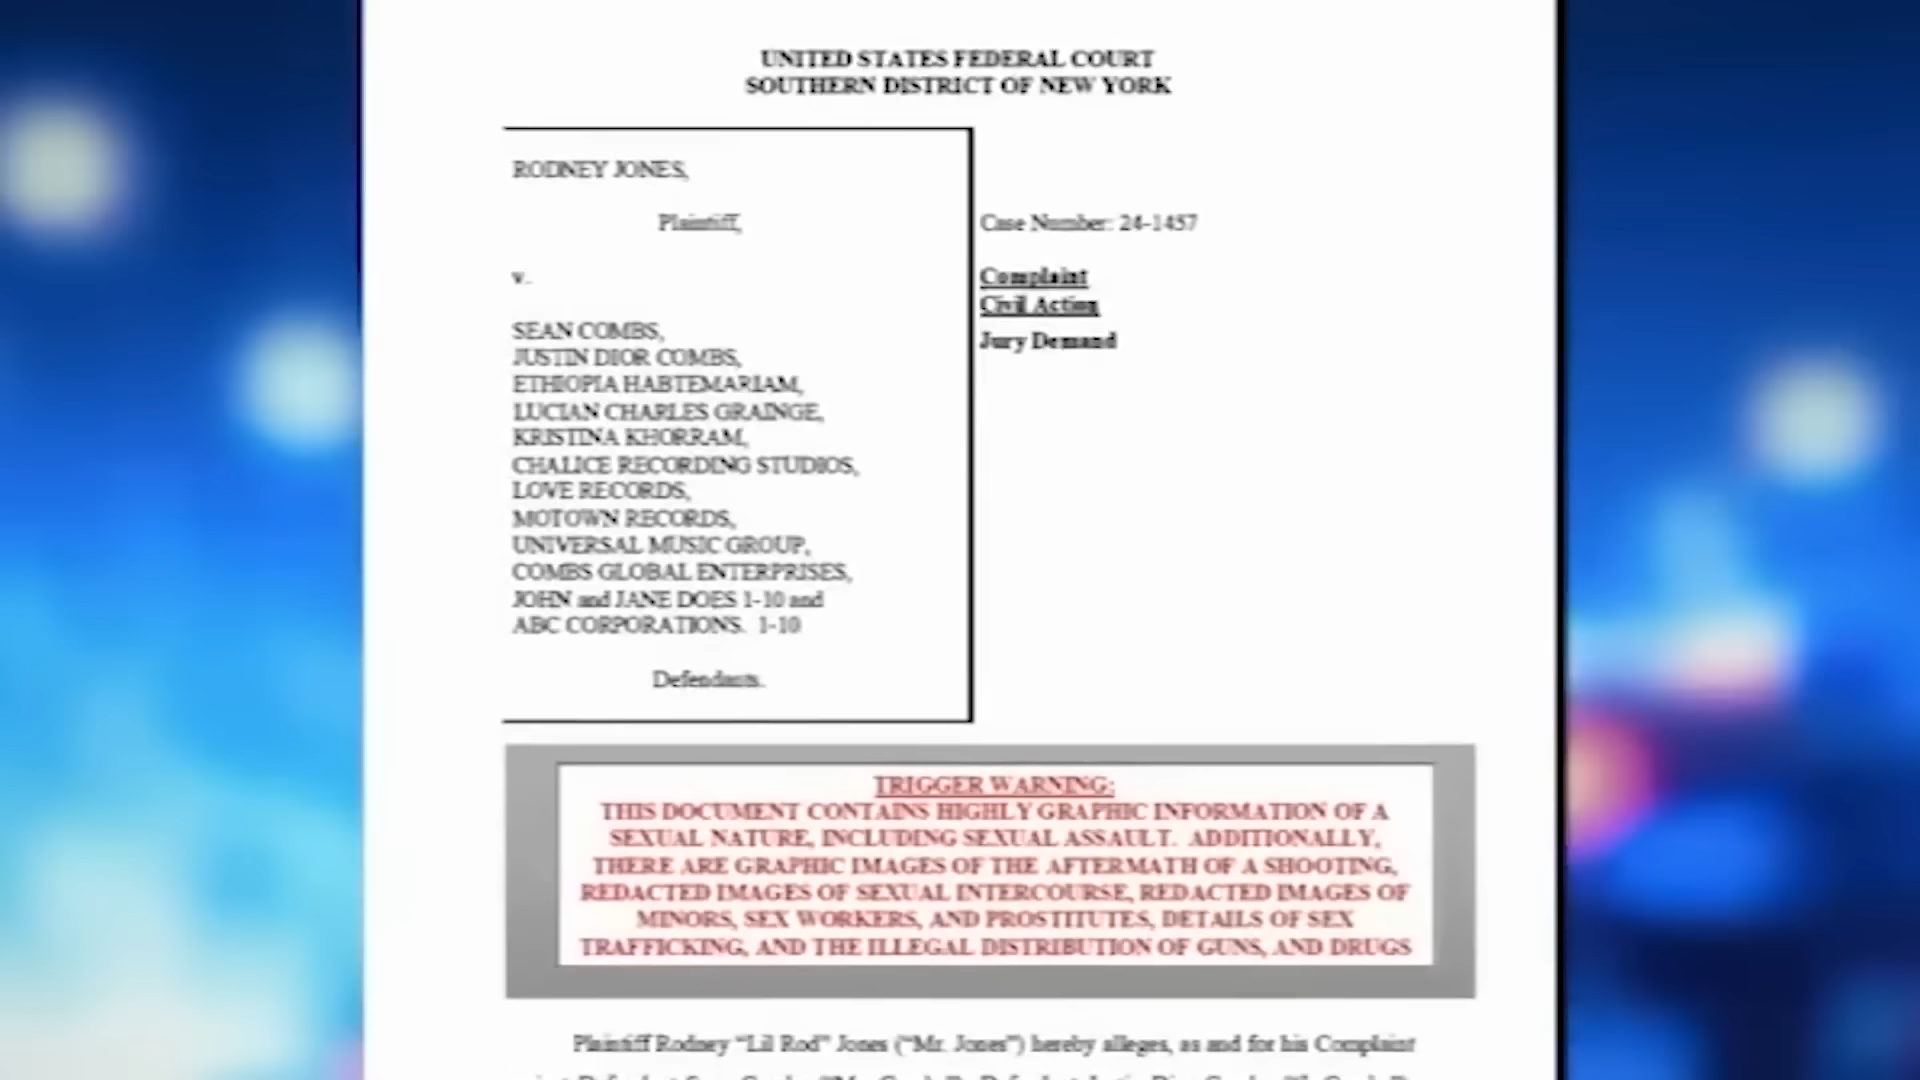 UNITED STATES FEDERAL COURT
SOUTHERN DISTRICT OF NEW YORK
RODNEY JONES,
Plaintiff,
v.
SEAN COMBS,
JUSTIN DIOR COMBS,
ETHIOPIA HABTEMARIAM,
LUCIAN CHARLES GRAINGE,
KRISTINA KHORRAM,
CHALICE RECORDING STUDIOS,
LOVE RECORDS,
MOTOWN RECORDS,
UNIVERSAL MUSIC GROUP,
COMBS GLOBAL ENTERPRISES,
JOHN and JANE DOES 1-10 and
ABC CORPORATIONS. 1-10
Defendants.
Case Number: 24-1457
Complaint
Civil Action
Jury Demand
TRIGGER WARNING:
THIS DOCUMENT CONTAINS HIGHLY GRAPHIC INFORMATION OF A
SEXUAL NATURE, INCLUDING SEXUAL ASSAULT. ADDITIONALLY,
THERE ARE GRAPHIC IMAGES OF THE AFTERMATH OF A SHOOTING,
REDACTED IMAGES OF SEXUAL INTERCOURSE, REDACTED IMAGES OF
MINORS, SEX WORKERS, AND PROSTITUTES, DETAILS OF SEX
TRAFFICKING, AND THE ILLEGAL DISTRIBUTION OF GUNS, AND DRUGS
Plaintiff Rodney “Lil Rod” Jones (“Mr. Jones”) hereby alleges, as and for his Complaint